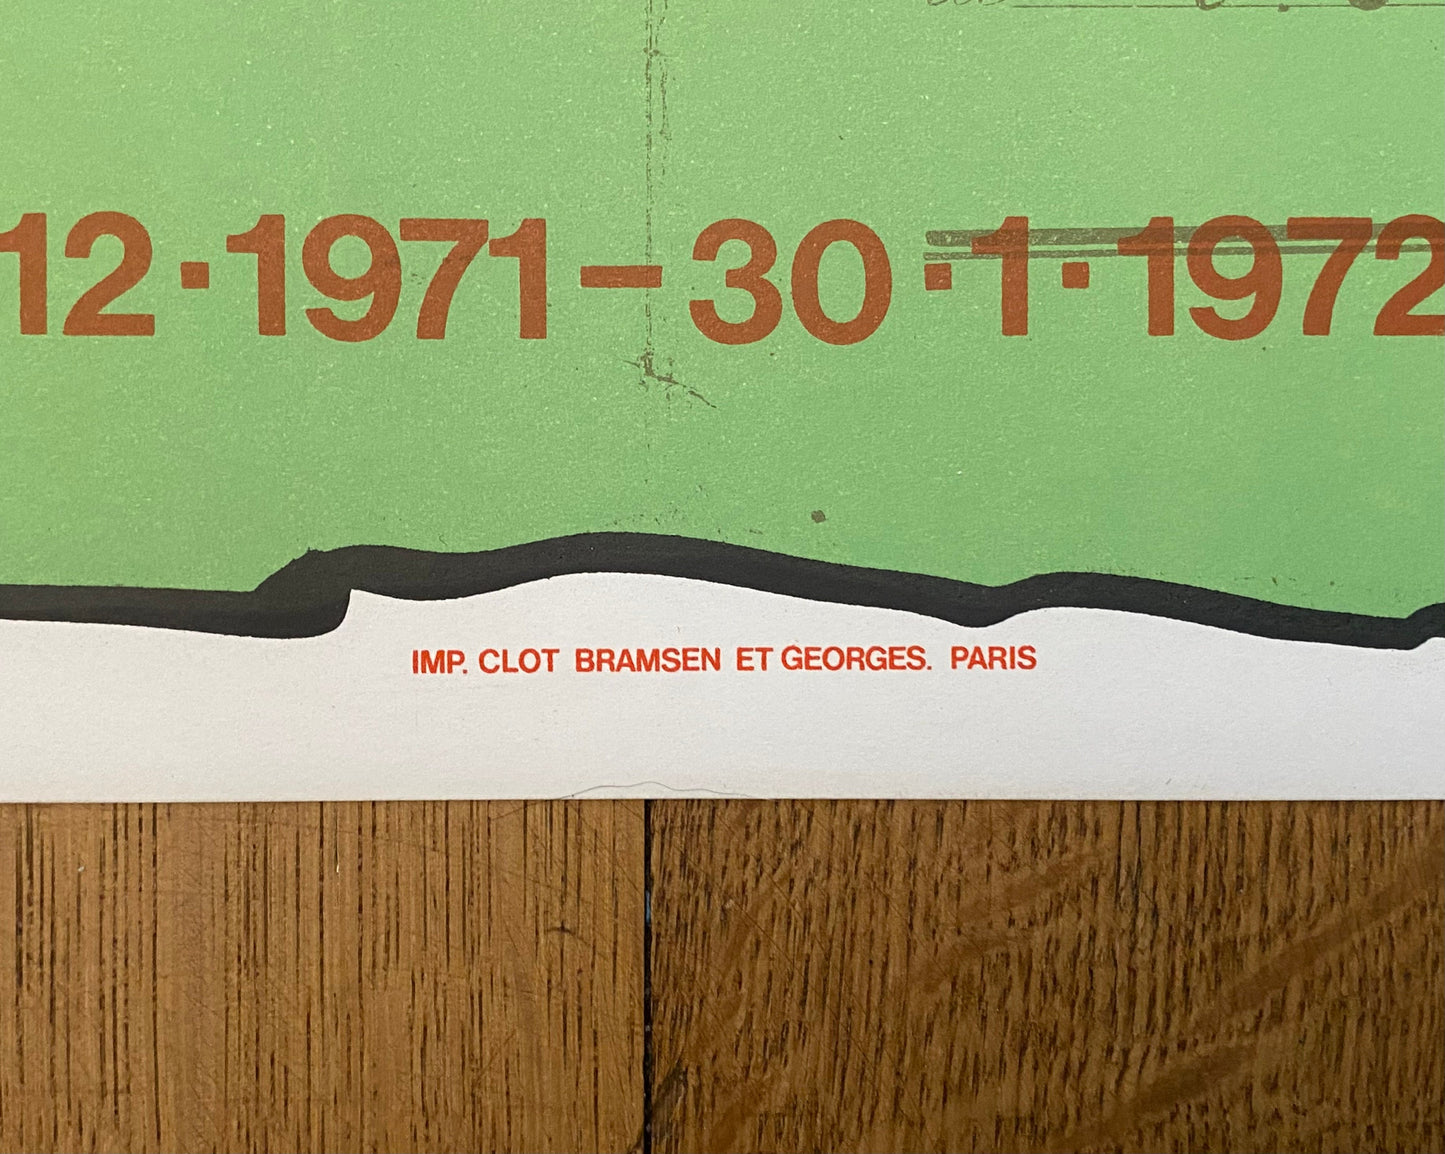 12·1971–30·1·1972
IMP. CLOT BRAMSEN ET GEORGES. PARIS